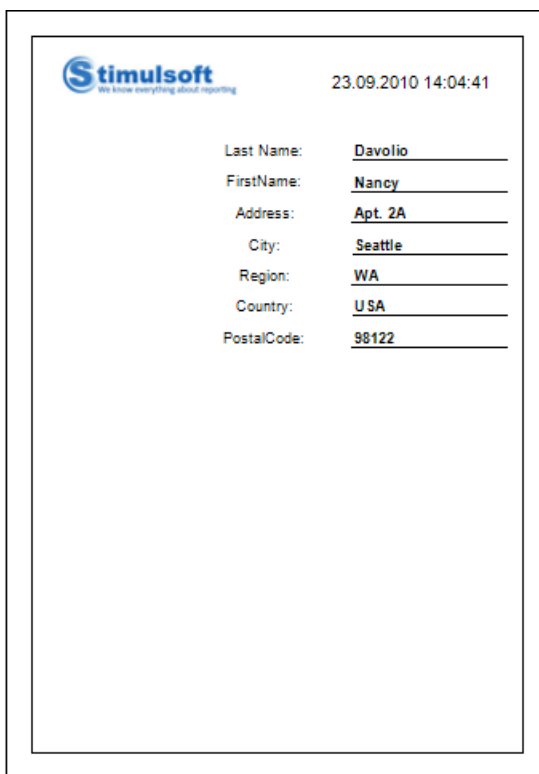 Stimulsoft
We know everything about reporting
23.09.2010 14:04:41
Last Name: Davolio
FirstName: Nancy
Address: Apt. 2A
City: Seattle
Region: WA
Country: USA
PostalCode: 98122